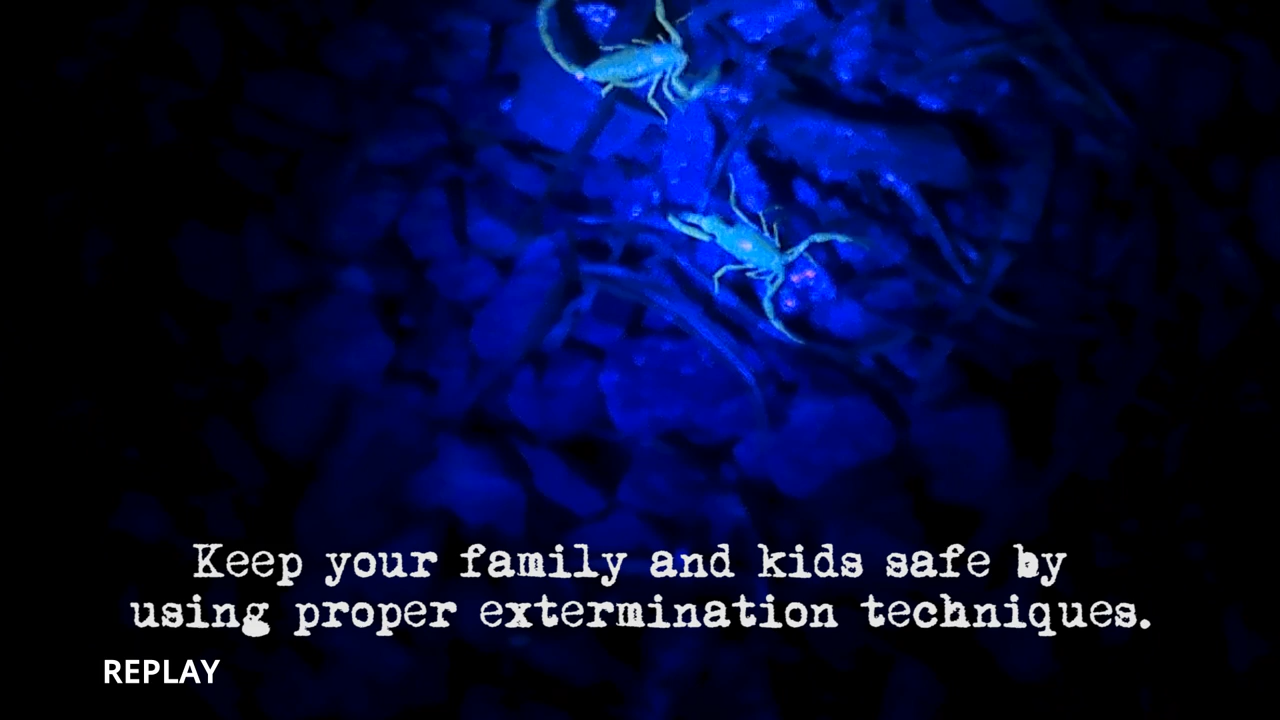 Keep your family and kids safe by
using proper extermination techniques.
REPLAY